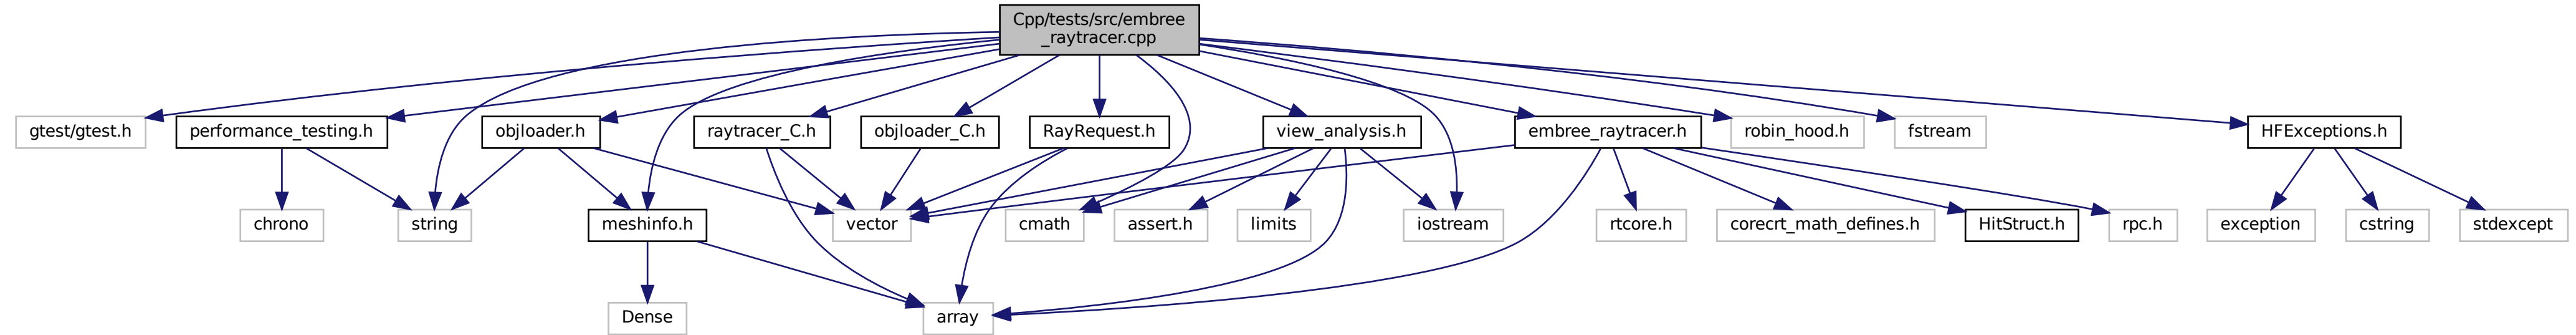 Cpp/tests/src/embree
_raytracer.cpp
gtest/gtest.h
performance_testing.h
objloader.h
raytracer_C.h
objloader_C.h
RayRequest.h
view_analysis.h
embree_raytracer.h
robin_hood.h
fstream
HFExceptions.h
chrono
string
meshinfo.h
vector
cmath
assert.h
limits
iostream
rtcore.h
corecrt_math_defines.h
HitStruct.h
rpc.h
exception
cstring
stdexcept
Dense
array